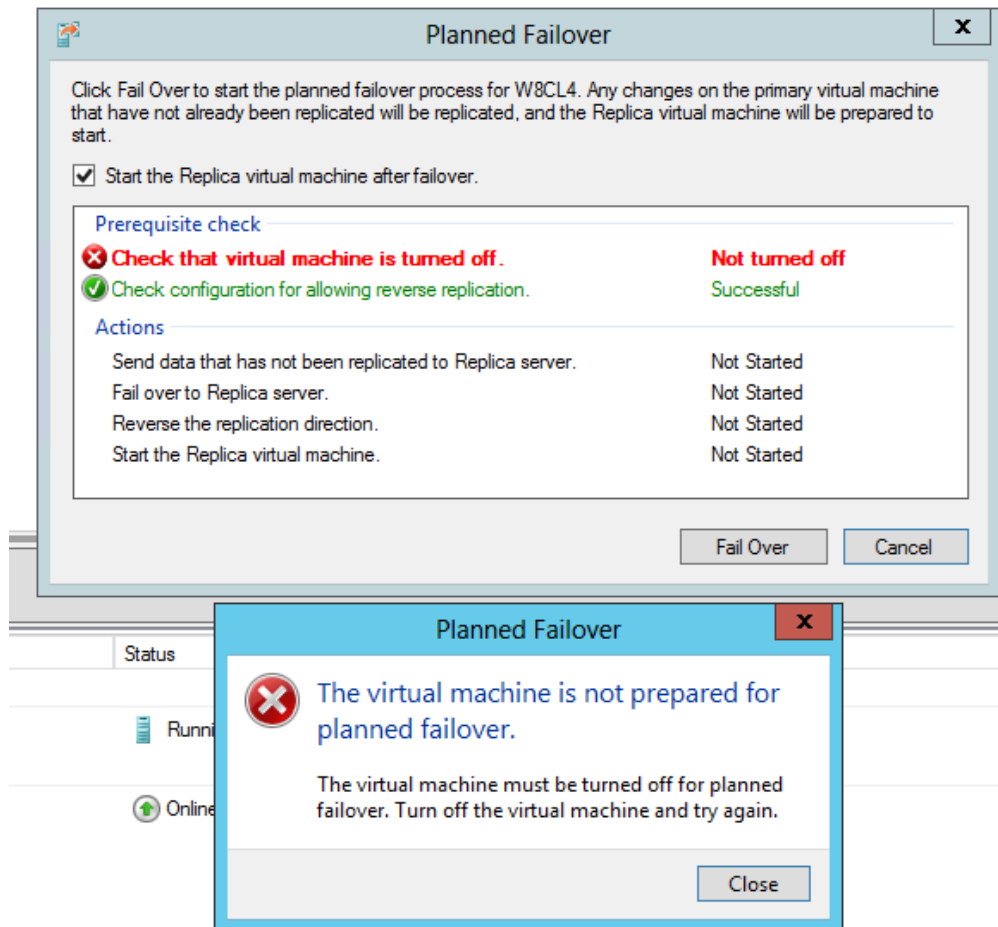 Planned Failover
x
Click Fail Over to start the planned failover process for W8CL4. Any changes on the primary virtual machine
that have not already been replicated will be replicated, and the Replica virtual machine will be prepared to
start.
Start the Replica virtual machine after failover.
Prerequisite check
Check that virtual machine is turned off. Not turned off
Check configuration for allowing reverse replication. Successful
Actions
Send data that has not been replicated to Replica server. Not Started
Fail over to Replica server. Not Started
Reverse the replication direction. Not Started
Start the Replica virtual machine. Not Started
Fail Over Cancel
Planned Failover
x
Status
The virtual machine is not prepared for
planned failover.
Runni
The virtual machine must be turned off for planned
failover. Turn off the virtual machine and try again.
Online
Close